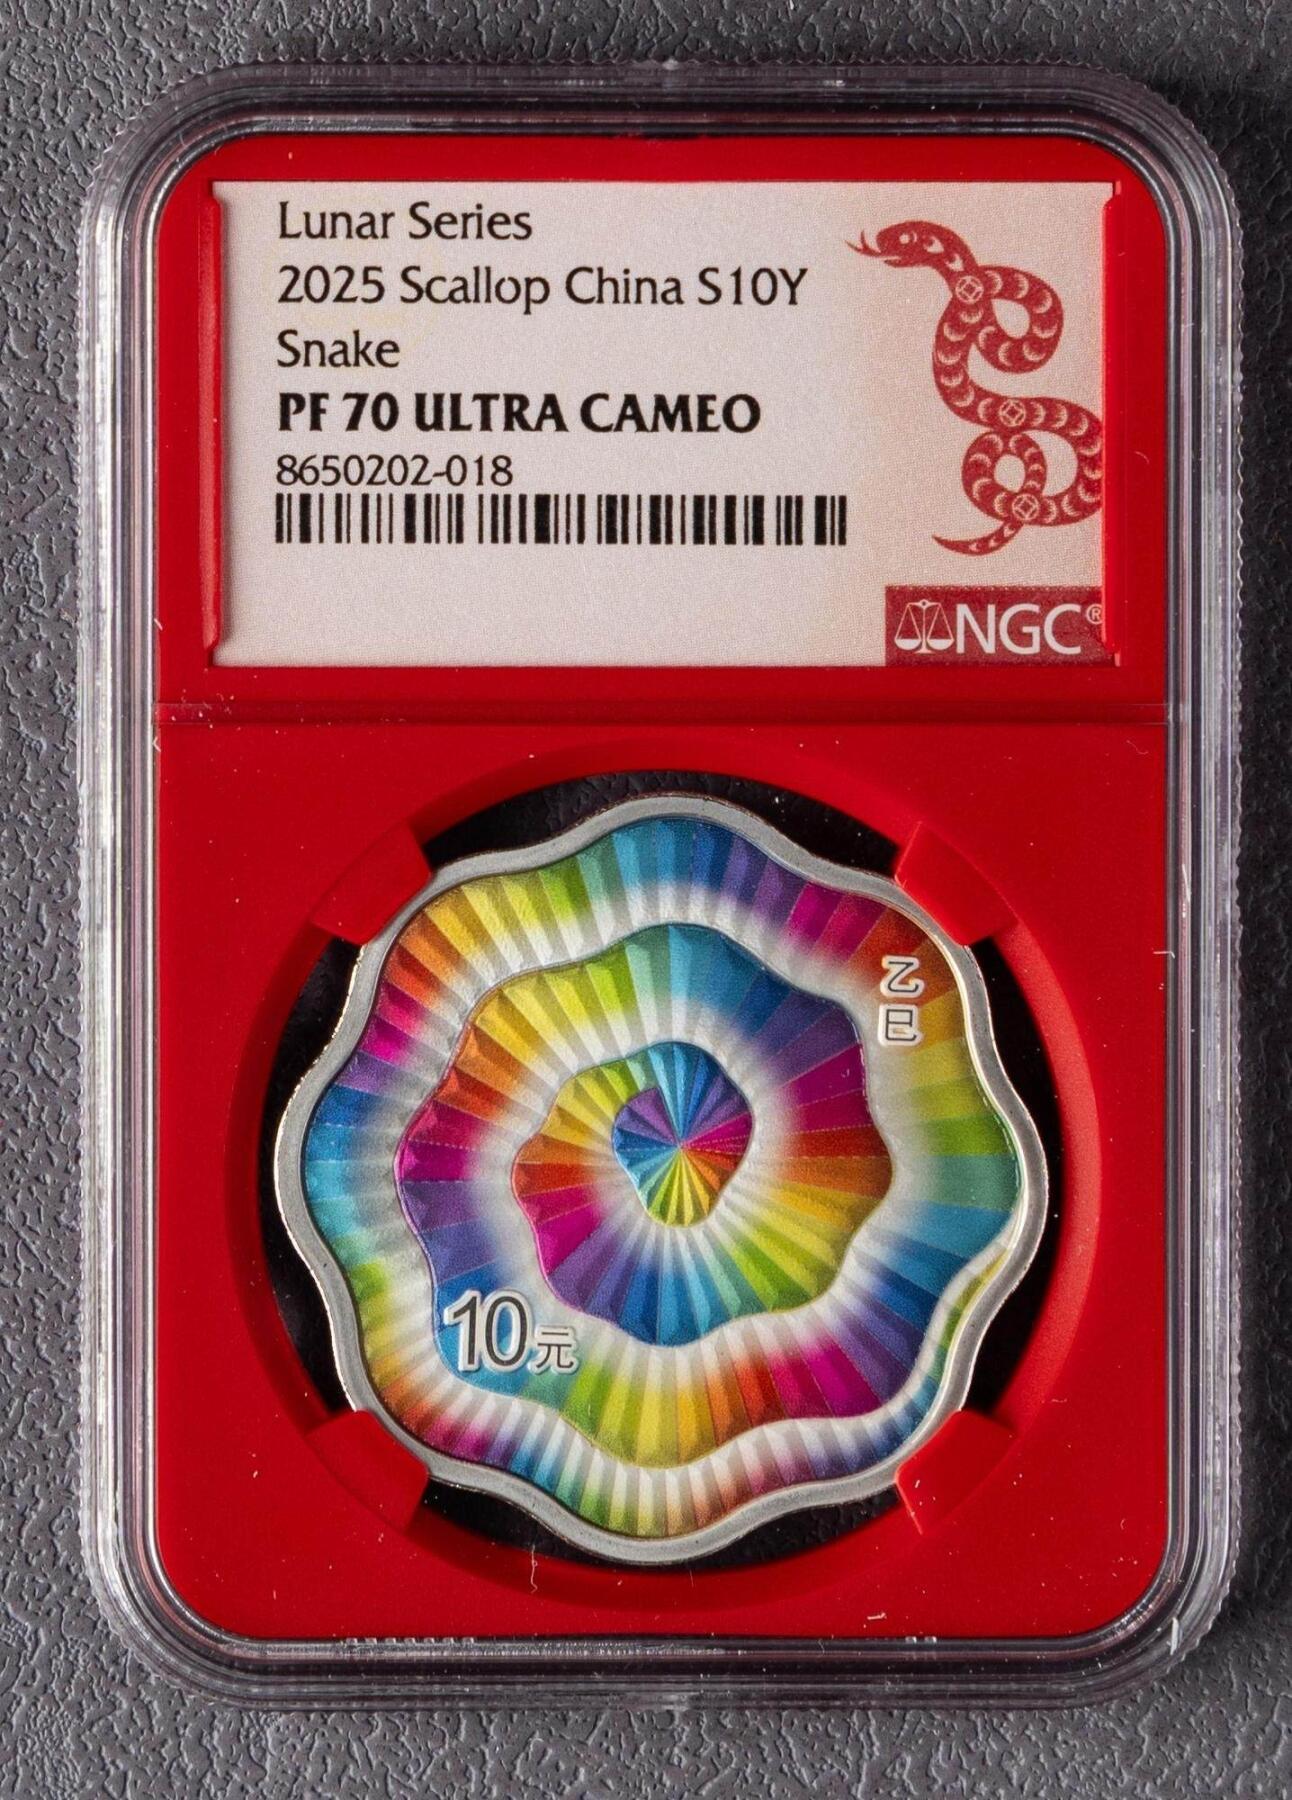 Lunar Series
2025 Scallop China S10Y
Snake
PF 70 ULTRA CAMEO
8650202-018
NGC®
乙
巳
10元